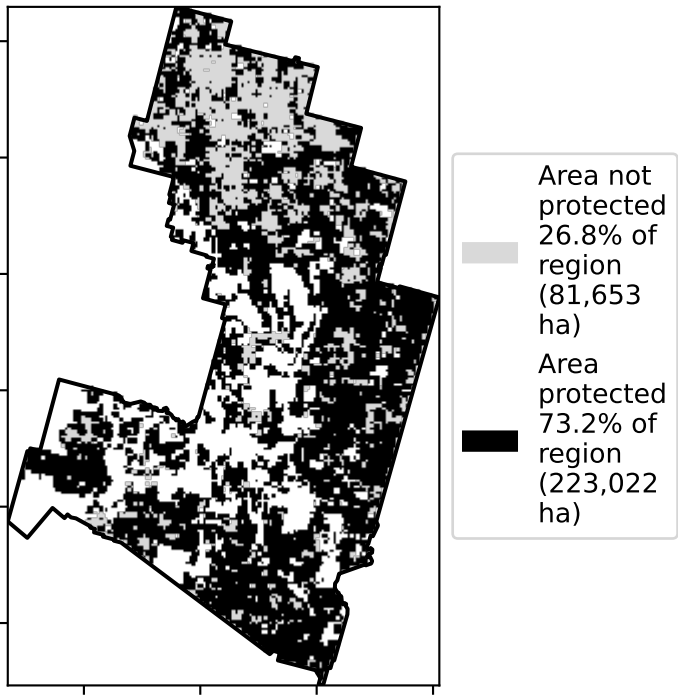 Area not
protected
26.8% of
region
(81,653
ha)
Area
protected
73.2% of
region
(223,022
ha)